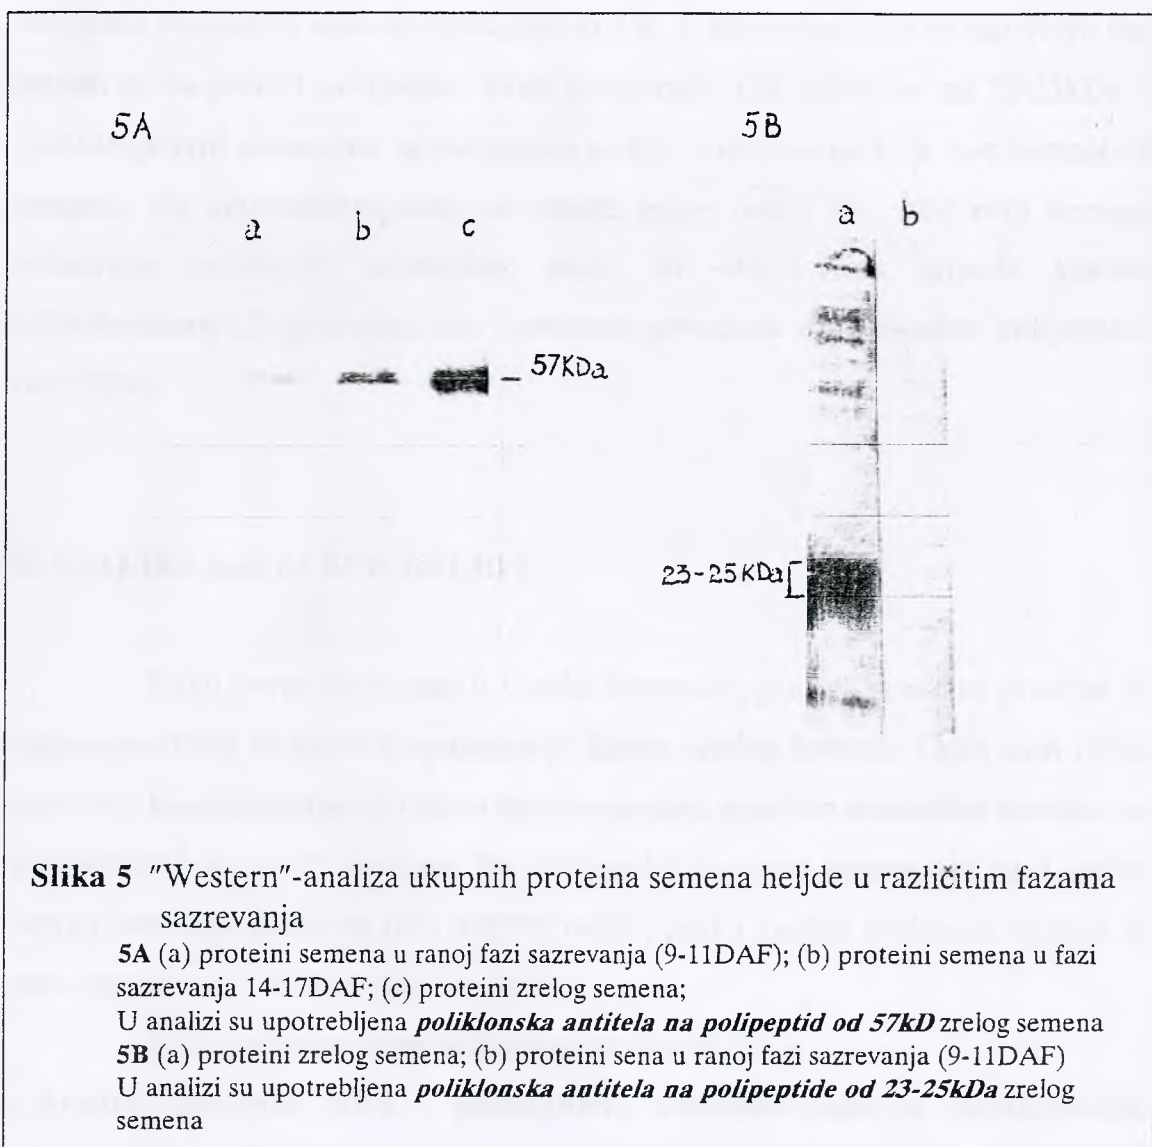 5A 5B
a b c a b
57KDa
23-25KDa
Slika 5 "Western"-analiza ukupnih proteina semena heljde u različitim fazama
sazrevanja
5A (a) proteini semena u ranoj fazi sazrevanja (9-11DAF); (b) proteini semena u fazi
sazrevanja 14-17DAF; (c) proteini zrelog semena;
U analizi su upotrebljena poliklonska antitela na polipeptid od 57kD zrelog semena
5B (a) proteini zrelog semena; (b) proteini sena u ranoj fazi sazrevanja (9-11DAF)
U analizi su upotrebljena poliklonska antitela na polipeptide od 23-25kDa zrelog
semena